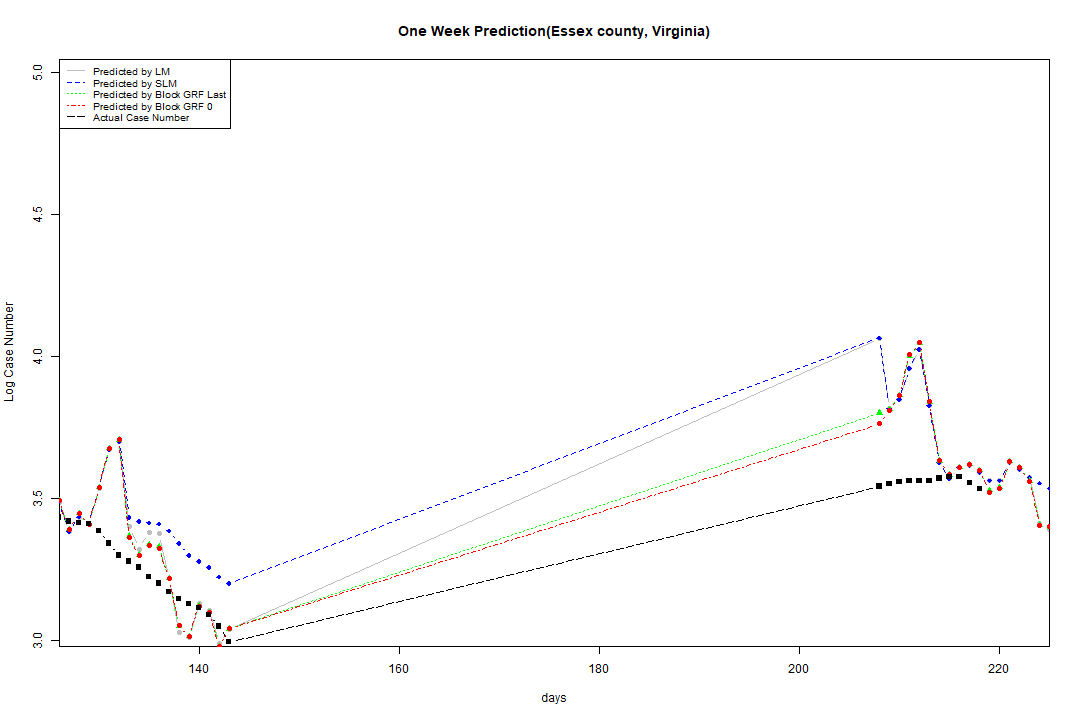 One Week Prediction(Essex county, Virginia)
Predicted by LM
Predicted by SLM
Predicted by Block GRF Last
Predicted by Block GRF 0
Actual Case Number
5.0
4.5
4.0
3.5
3.0
Log Case Number
140 160 180 200 220
days